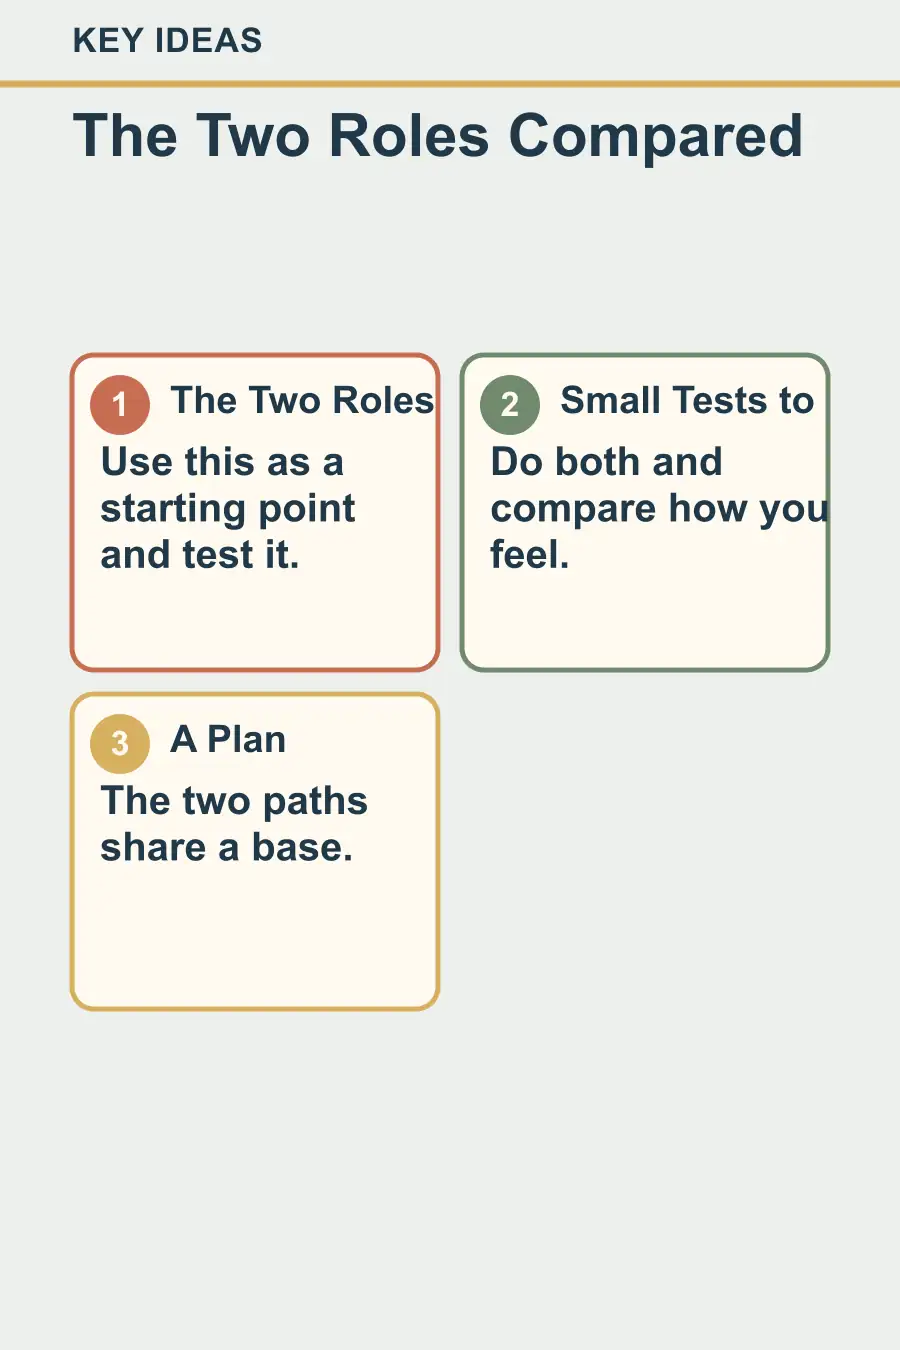 KEY IDEAS
The Two Roles Compared
1 The Two Roles
Use this as a
starting point
and test it.
2 Small Tests to
Do both and
compare how you
feel.
3 A Plan
The two paths
share a base.